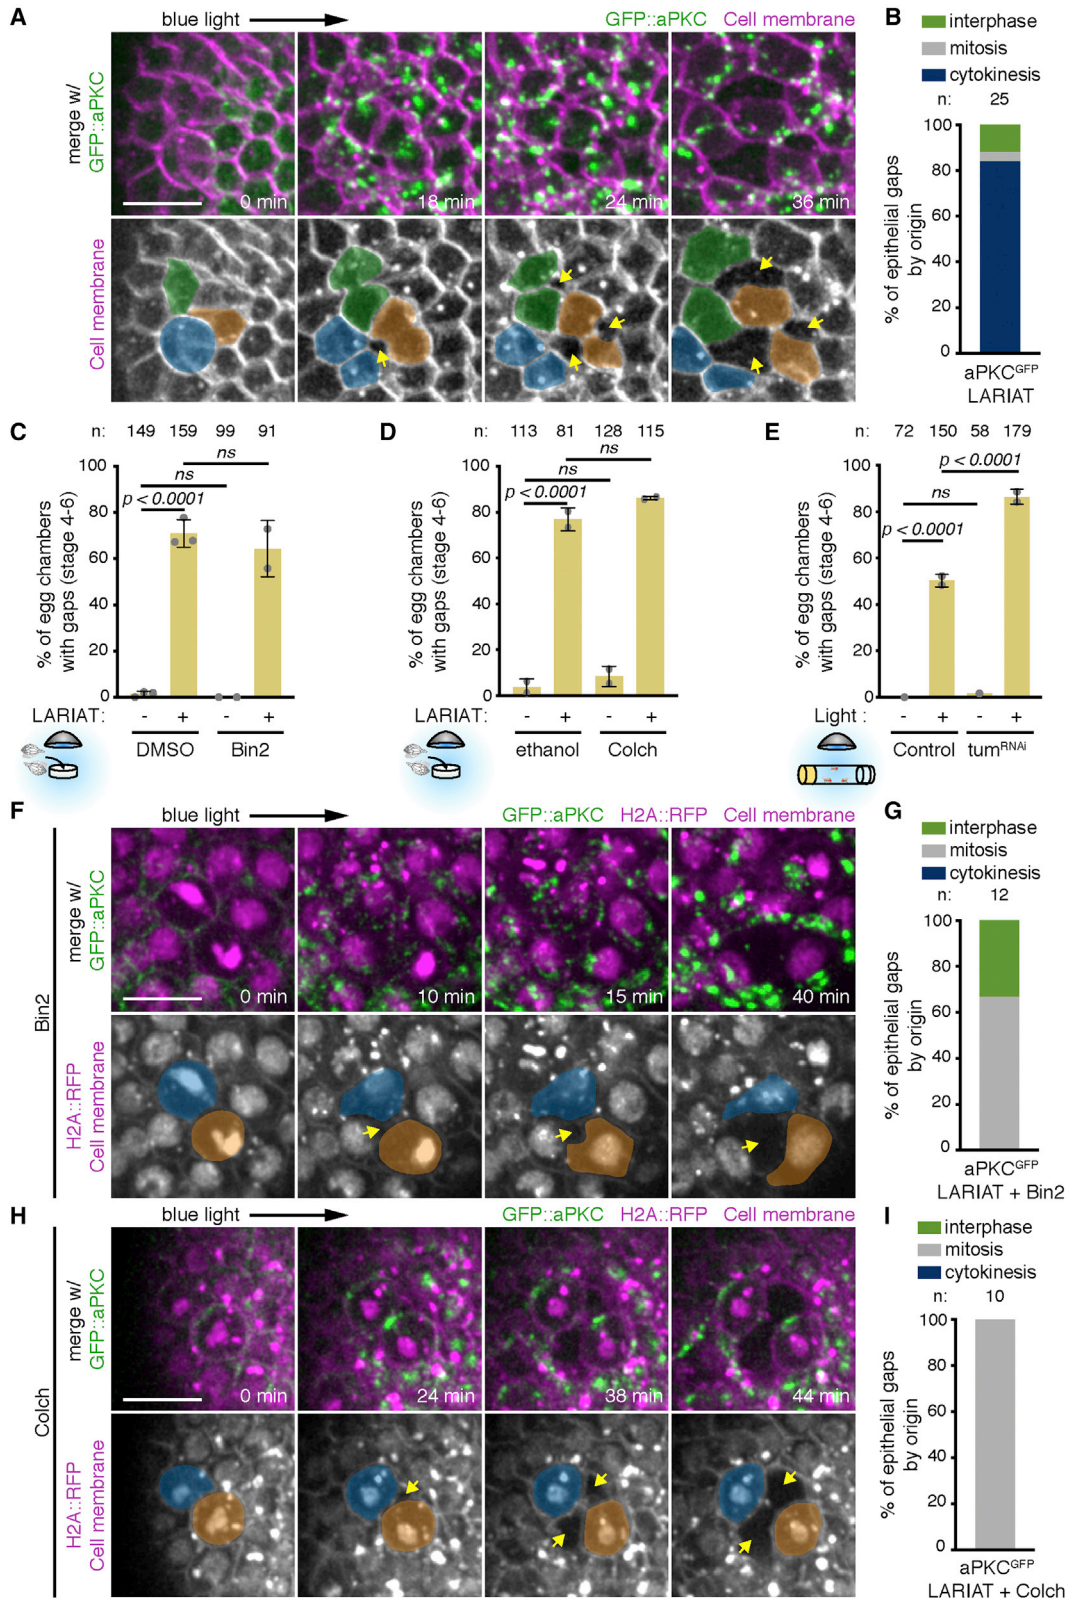 A
blue light
GFP::aPKC Cell membrane
merge w/
GFP::aPKC
0 min
18 min
24 min
36 min
Cell membrane
B
interphase
mitosis
cytokinesis
n: 25
% of epithelial gaps
by origin
100
80
60
40
20
0
aPKCGFP
LARIAT
C
n: 149 159 99 91
ns
ns
p < 0.0001
% of egg chambers
with gaps (stage 4-6)
100
80
60
40
20
0
LARIAT: - + - +
DMSO Bin2
D
n: 113 81 128 115
ns
ns
p < 0.0001
% of egg chambers
with gaps (stage 4-6)
100
80
60
40
20
0
LARIAT: - + - +
ethanol Colch
E
n: 72 150 58 179
p < 0.0001
ns
p < 0.0001
% of egg chambers
with gaps (stage 4-6)
100
80
60
40
20
0
Light : - + - +
Control tumRNAi
F
blue light
GFP::aPKC H2A::RFP Cell membrane
Bin2
merge w/
GFP::aPKC
0 min
10 min
15 min
40 min
H2A::RFP
Cell membrane
G
interphase
mitosis
cytokinesis
n: 12
% of epithelial gaps
by origin
100
80
60
40
20
0
aPKCGFP
LARIAT + Bin2
H
blue light
GFP::aPKC H2A::RFP Cell membrane
Colch
merge w/
GFP::aPKC
0 min
24 min
38 min
44 min
H2A::RFP
Cell membrane
I
interphase
mitosis
cytokinesis
n: 10
% of epithelial gaps
by origin
100
80
60
40
20
0
aPKCGFP
LARIAT + Colch